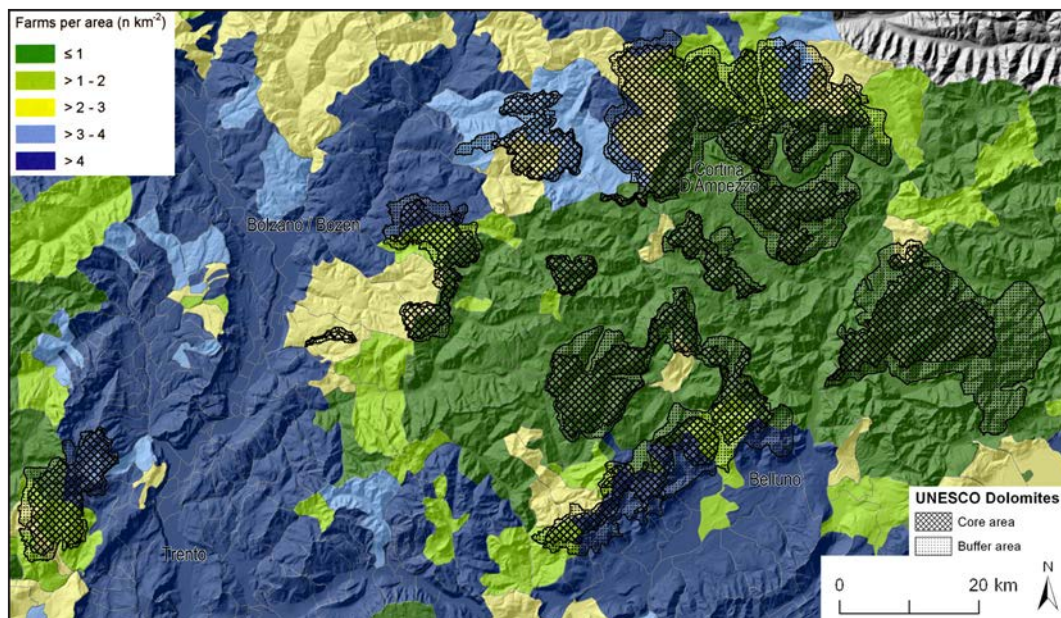 Farms per area (n km-2)
≤ 1
> 1 - 2
> 2 - 3
> 3 - 4
> 4
Cortina
D'Ampezzo
Bolzano / Bozen
Belluno
Trento
UNESCO Dolomites
Core area
Buffer area
0
20 km
N